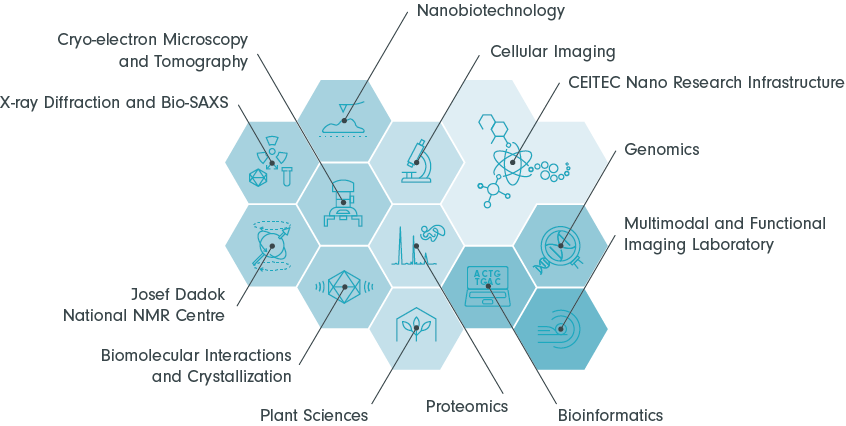 Nanobiotechnology
Cryo-electron Microscopy
and Tomography
Cellular Imaging
CEITEC Nano Research Infrastructure
X-ray Diffraction and Bio-SAXS
Genomics
Multimodal and Functional
Imaging Laboratory
ACTG
TGAC
Josef Dadok
National NMR Centre
Biomolecular Interactions
and Crystallization
Plant Sciences
Proteomics
Bioinformatics